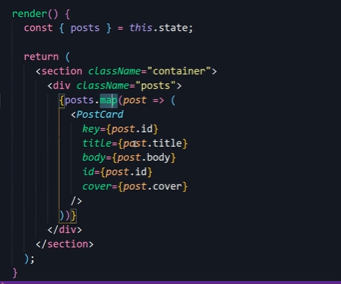 render() {
const { posts } = this.state;
return (
<section className="container">
<div className="posts">
{posts.map(post => (
<PostCard
key={post.id}
title={post.title}
body={post.body}
id={post.id}
cover={post.cover}
/>
))}
</div>
</section>
);
}